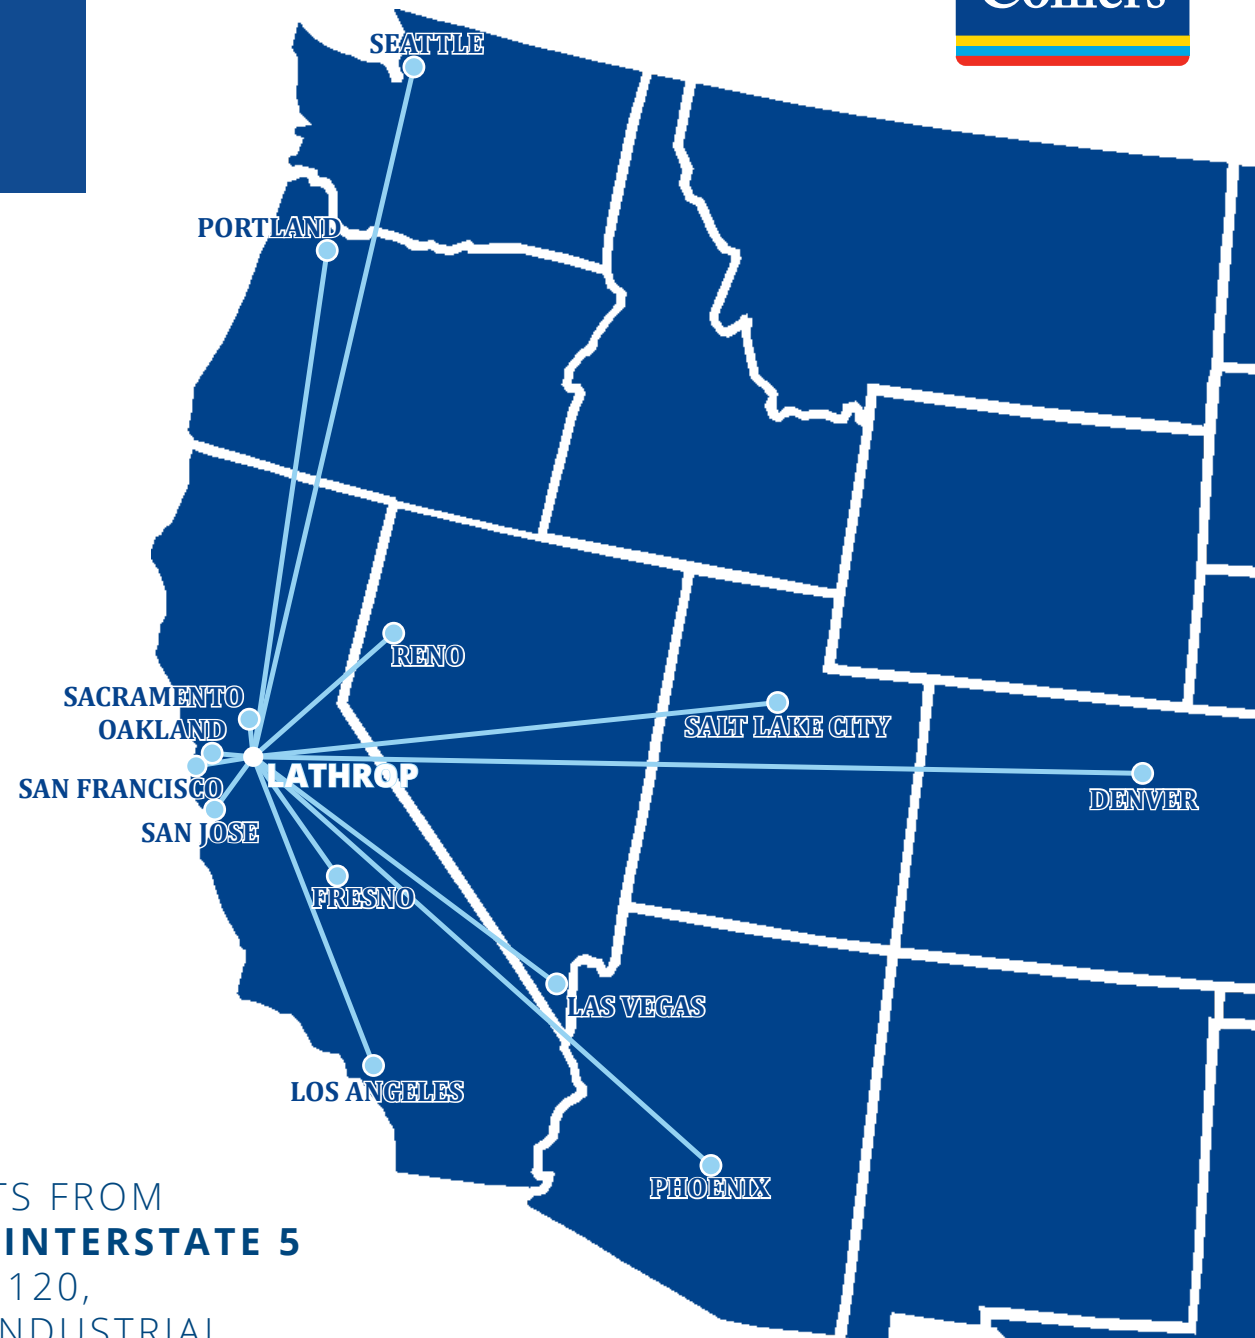 Colliers
SEATTLE
PORTLAND
RENO
SACRAMENTO
OAKLAND
SALT LAKE CITY
LATHROP
SAN FRANCISCO
DENVER
SAN JOSE
FRESNO
LAS VEGAS
LOS ANGELES
PHOENIX
FROM
INTERSTATE 5
120,